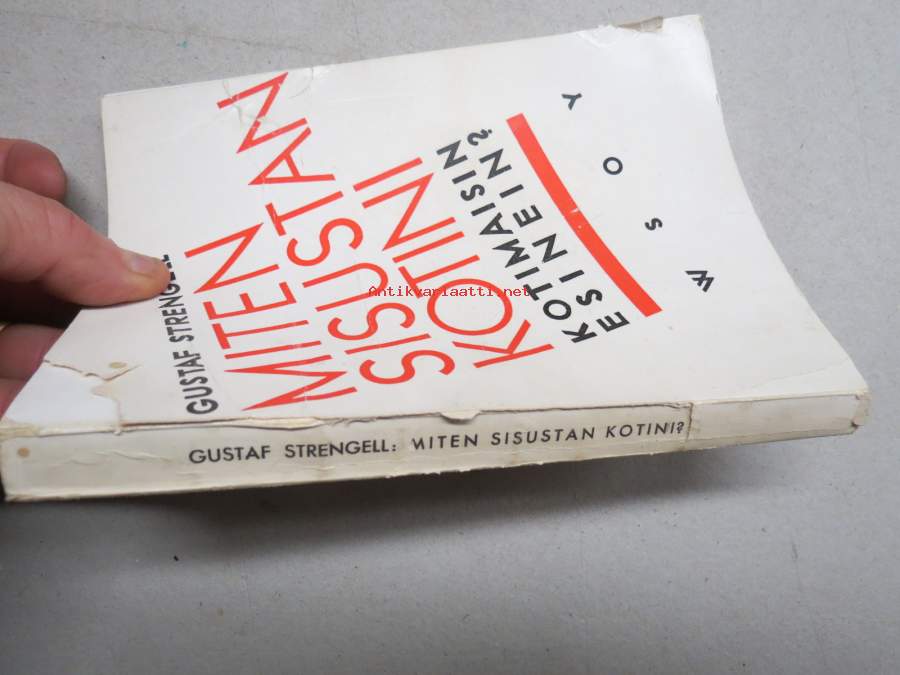 GUSTAF STRENGELL
MITEN
SISUSTAN
KOTINI
KOTIMAISIN
ESINEIN?
W S O Y
GUSTAF STRENGELL: MITEN SISUSTAN KOTINI?
Antikvariaatti.net